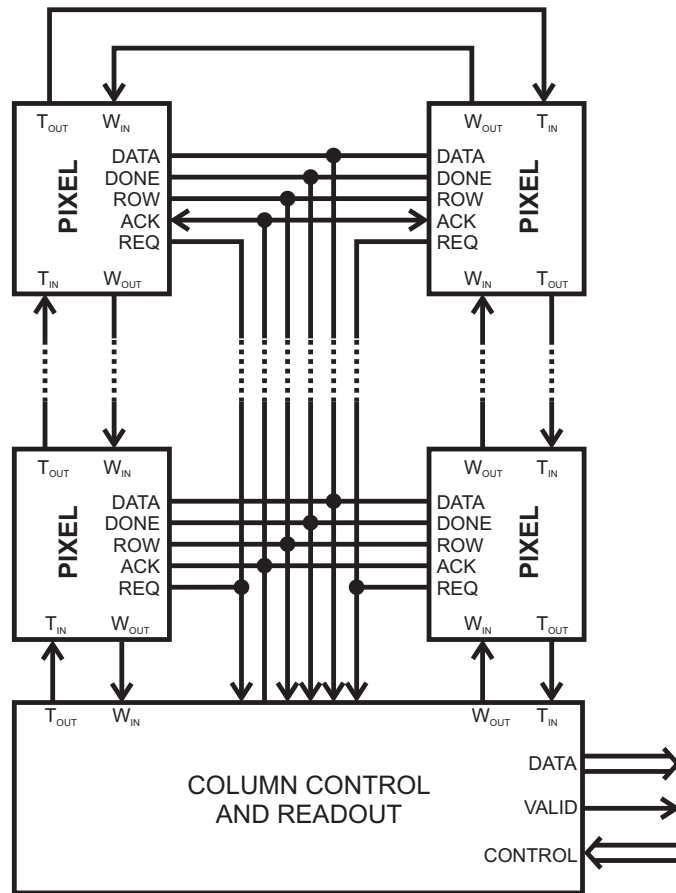 T_OUT W_IN
W_OUT T_IN
PIXEL
DATA
DONE
ROW
ACK
REQ
T_IN W_OUT
DATA
DONE
ROW
ACK
REQ
PIXEL
W_IN T_OUT
T_OUT W_IN
W_OUT T_IN
PIXEL
DATA
DONE
ROW
ACK
REQ
T_IN W_OUT
DATA
DONE
ROW
ACK
REQ
PIXEL
W_IN T_OUT
T_OUT W_IN
W_OUT T_IN
COLUMN CONTROL
AND READOUT
DATA
VALID
CONTROL